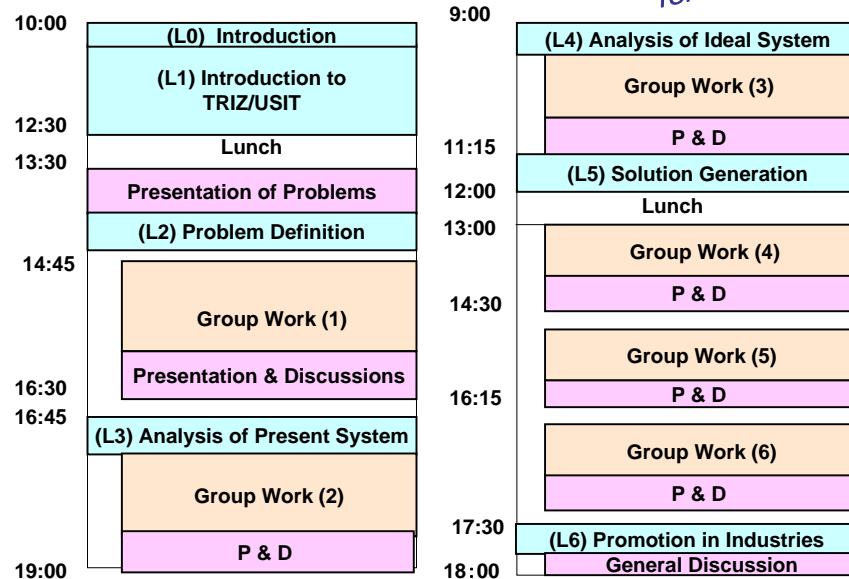 10:00
(L0) Introduction
(L1) Introduction to
TRIZ/USIT
12:30
Lunch
13:30
Presentation of Problems
(L2) Problem Definition
14:45
Group Work (1)
Presentation & Discussions
16:30
16:45
(L3) Analysis of Present System
Group Work (2)
P & D
19:00
9:00
(L4) Analysis of Ideal System
Group Work (3)
P & D
11:15
(L5) Solution Generation
12:00
Lunch
13:00
Group Work (4)
P & D
14:30
Group Work (5)
P & D
16:15
Group Work (6)
P & D
17:30
(L6) Promotion in Industries
General Discussion
18:00